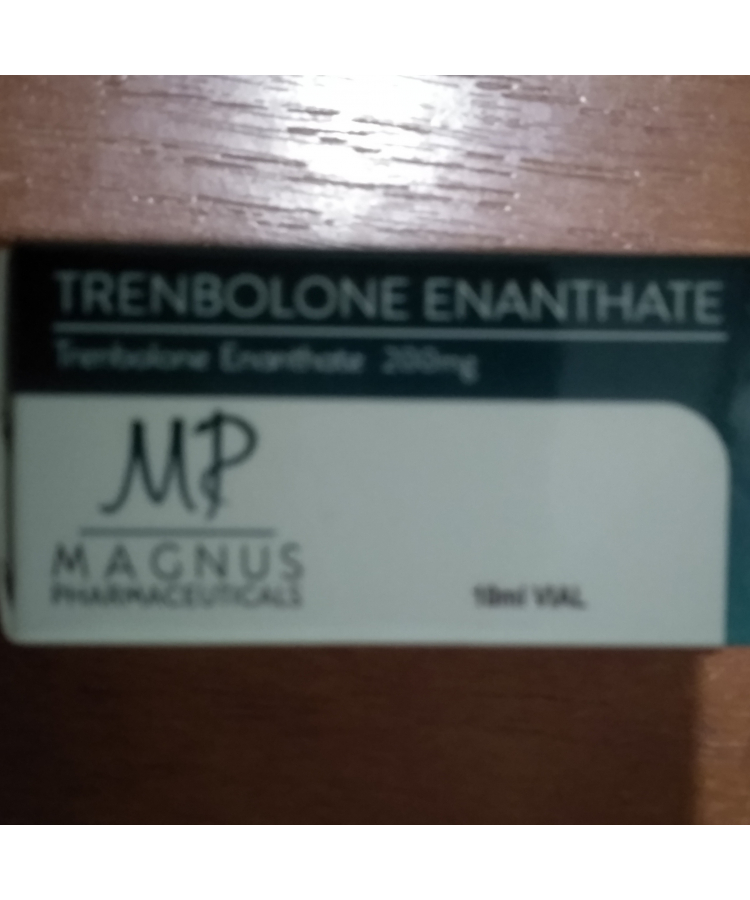 TRENBOLONE ENANTHATE
Trenbolone Enanthate 200mg
MP
MAGNUS
PHARMACEUTICALS
10ml VIAL